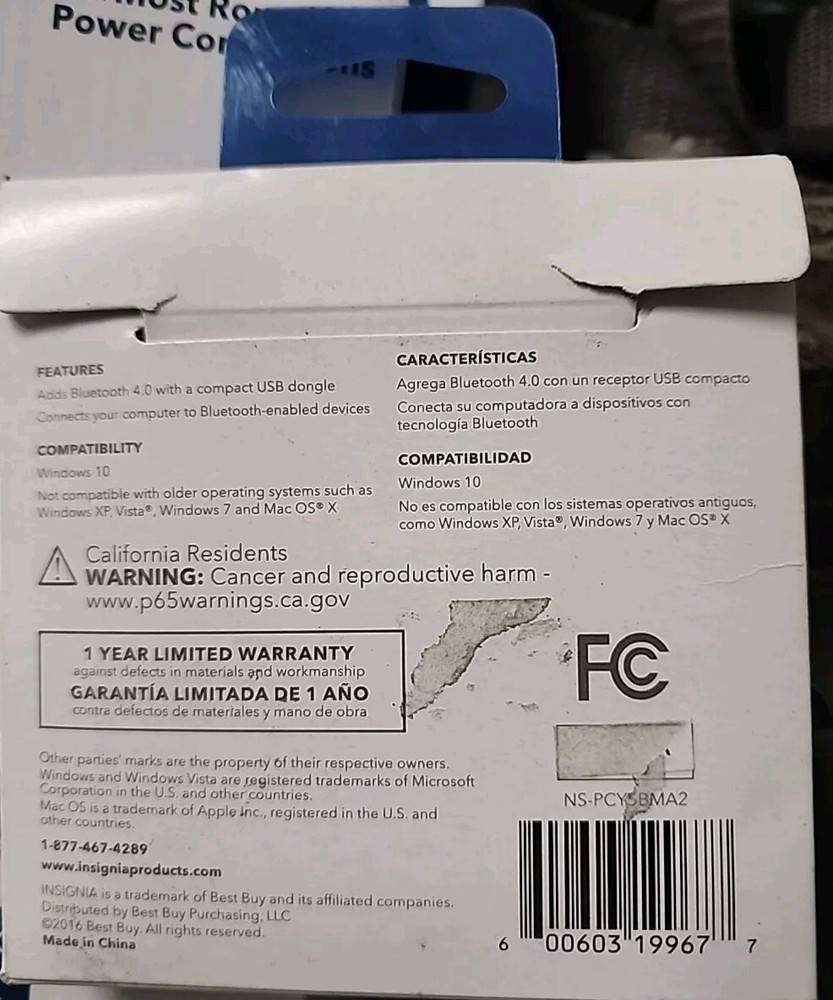 Power
FEATURES
Adds Bluetooth 4.0 with a compact USB dongle
Connects your computer to Bluetooth-enabled devices
COMPATIBILITY
Windows 10
Not compatible with older operating systems such as
Windows XP, Vista®, Windows 7 and Mac OS® X
CARACTERÍSTICAS
Agrega Bluetooth 4.0 con un receptor USB compacto
Conecta su computadora a dispositivos con
tecnología Bluetooth
COMPATIBILIDAD
Windows 10
No es compatible con los sistemas operativos antiguos,
como Windows XP, Vista®, Windows 7 y Mac OS® X
California Residents
WARNING: Cancer and reproductive harm -
www.p65warnings.ca.gov
1 YEAR LIMITED WARRANTY
against defects in materials and workmanship
GARANTÍA LIMITADA DE 1 AÑO
contra defectos de materiales y mano de obra
FC
Other parties' marks are the property of their respective owners.
Windows and Windows Vista are registered trademarks of Microsoft
Corporation in the U.S. and other countries.
Mac OS is a trademark of Apple Inc., registered in the U.S. and
other countries.
1-877-467-4289
www.insigniaproducts.com
INSIGNIA is a trademark of Best Buy and its affiliated companies.
Distributed by Best Buy Purchasing, LLC
©2016 Best Buy. All rights reserved.
Made in China
NS-PCY5BMA2
6 00603 19967 7